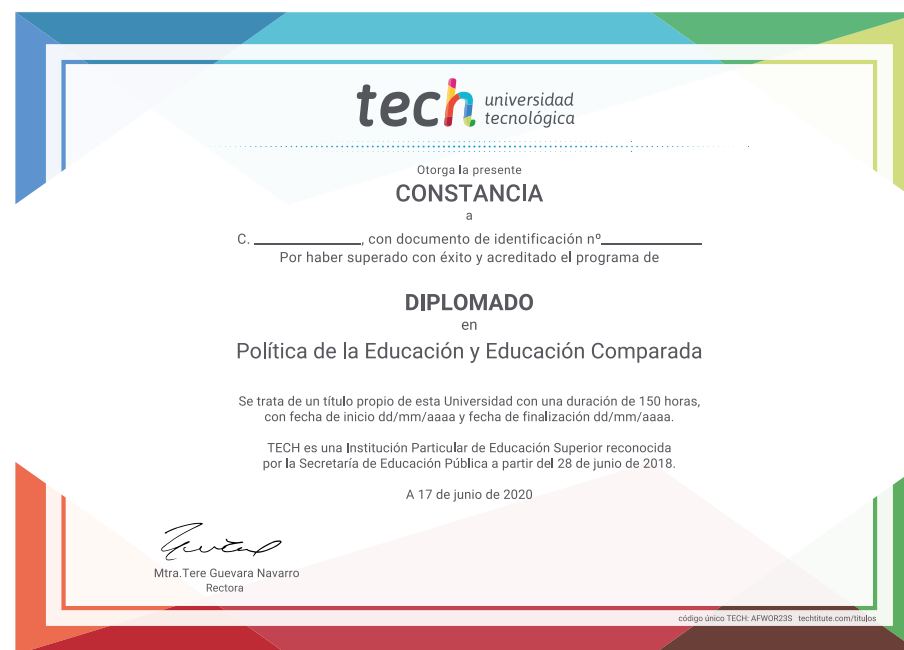 tech universidad
tecnológica
Otorga la presente
CONSTANCIA
a
C. ____________, con documento de identificación nº____________
Por haber superado con éxito y acreditado el programa de
DIPLOMADO
en
Política de la Educación y Educación Comparada
Se trata de un título propio de esta Universidad con una duración de 150 horas,
con fecha de inicio dd/mm/aaaa y fecha de finalización dd/mm/aaaa.
TECH es una Institución Particular de Educación Superior reconocida
por la Secretaría de Educación Pública a partir del 28 de junio de 2018.
A 17 de junio de 2020
Mtra.Tere Guevara Navarro
Rectora
código único TECH: AFWOR23S techtitute.com/titulos